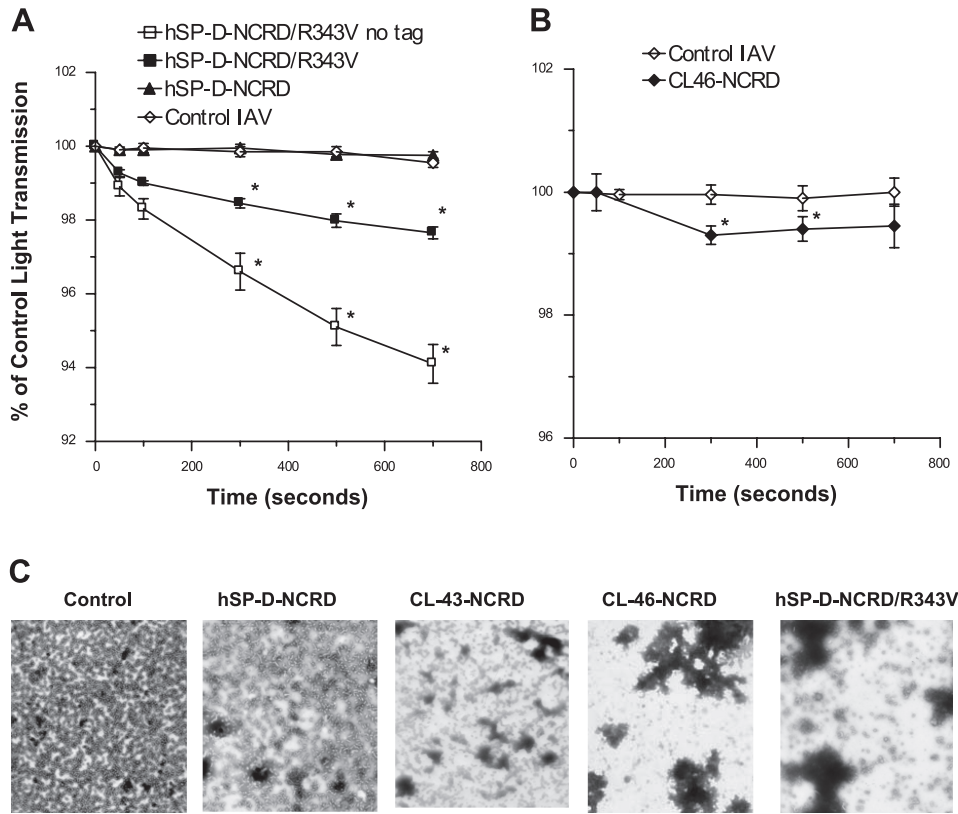 A
hSP-D-NCRD/R343V no tag
hSP-D-NCRD/R343V
hSP-D-NCRD
Control IAV
% of Control Light Transmission
102
100
98
96
94
92
*
*
*
*
*
*
0
200
400
600
800
Time (seconds)
B
Control IAV
CL46-NCRD
102
100
98
96
*
*
0
200
400
600
800
Time (seconds)
C
Control
hSP-D-NCRD
CL-43-NCRD
CL-46-NCRD
hSP-D-NCRD/R343V